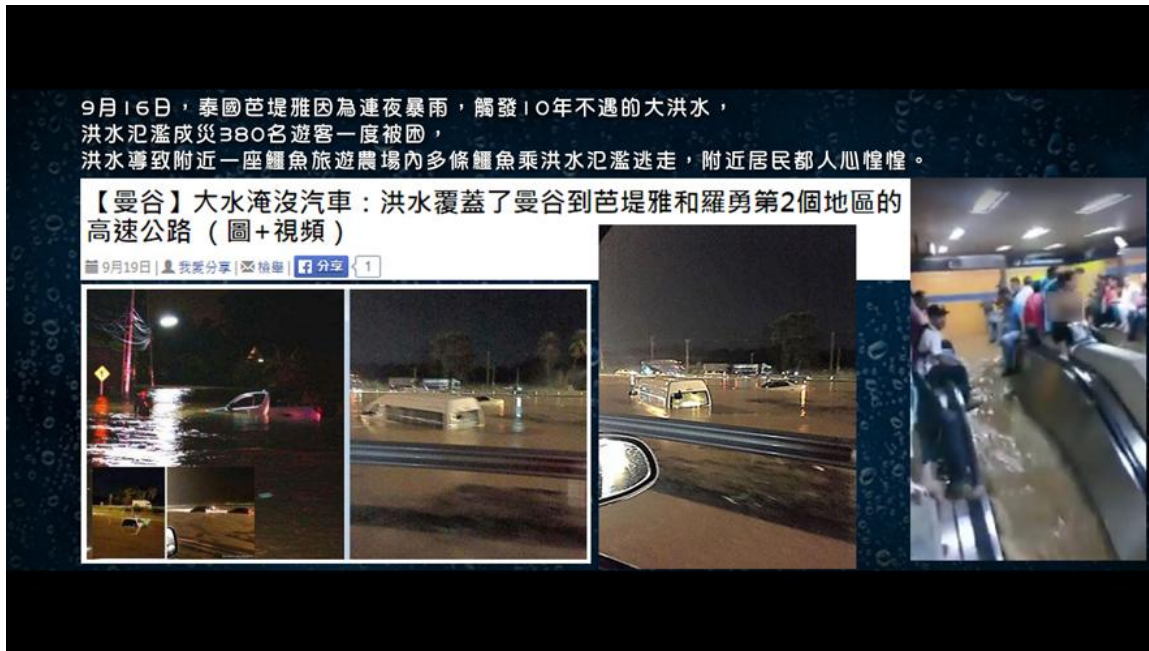 9月16日，泰國芭堤雅因為連夜暴雨，觸發10年不遇的大洪水，
洪水氾濫成災380名遊客一度被困，
洪水導致附近一座鱷魚旅遊農場內多條鱷魚乘洪水氾濫逃走，附近居民都人心惶惶。
【曼谷】大水淹沒汽車：洪水覆蓋了曼谷到芭堤雅和羅勇第2個地區的
高速公路（圖+視頻）
9月19日 | 我愛分享 | 檢舉 | 分享 1